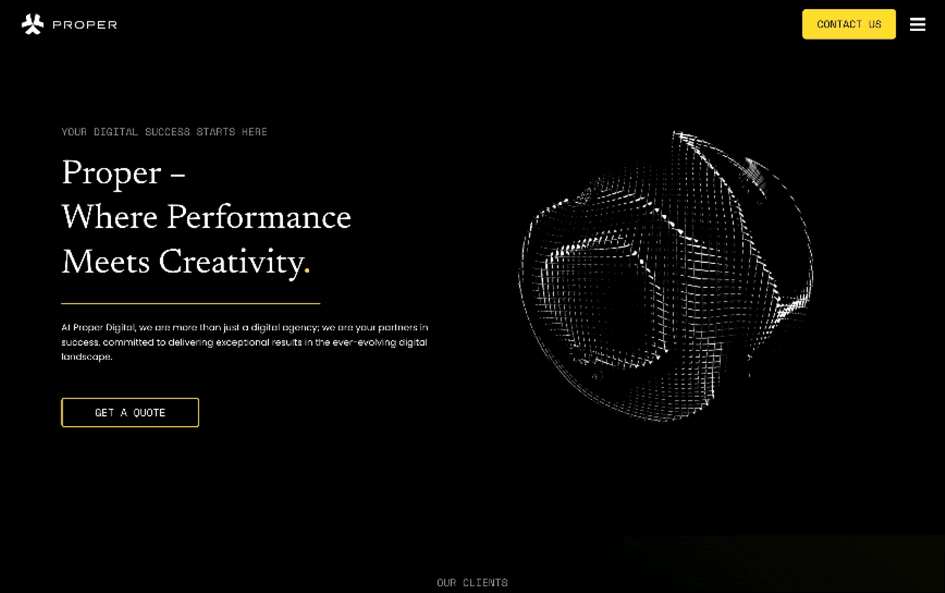 PROPER
CONTACT US
YOUR DIGITAL SUCCESS STARTS HERE
Proper –
Where Performance
Meets Creativity.
At Proper Digital, we are more than just a digital agency; we are your partners in
success, committed to delivering exceptional results in the ever-evolving digital
landscape.
GET A QUOTE
OUR CLIENTS